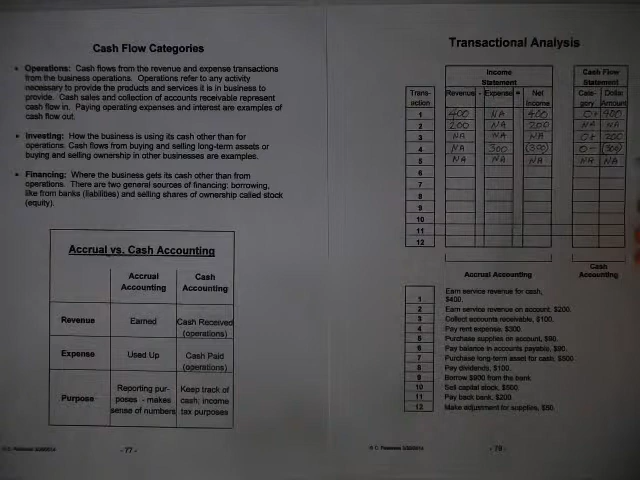 Cash Flow Categories
• Operations: Cash flows from the revenue and expense transactions
from the business operations. Operations refer to any activity
necessary to provide the products and services it is in business to
provide. Cash sales and collection of accounts receivable represent
cash flow in. Paying operating expenses and interest are examples of
cash flow out.
• Investing: How the business is using its cash other than for
operations. Cash flows from buying and selling long-term assets or
buying and selling ownership in other businesses are examples.
• Financing: Where the business gets its cash other than from
operations. There are two general sources of financing: borrowing,
like from banks (liabilities) and selling shares of ownership called stock
(equity).
Accrual vs. Cash Accounting
Accrual Accounting Cash Accounting
Revenue Earned Cash Received (operations)
Expense Used Up Cash Paid (operations)
Purpose Reporting purposes - makes sense of numbers Keep track of cash; income tax purposes
- 77 -
Transactional Analysis
Income Statement Cash Flow Statement
Transaction Revenue - Expense = Net Income Category Dollar Amount
1 400 NA 400 O+ 400
2 200 NA 200 NA NA
3 NA NA NA O+
4 NA 300 (300) O- (300)
5 NA NA NA NA NA
6
7
8
9
10
11
12
Accrual Accounting Cash Accounting
1 Earn service revenue for cash, $400.
2 Earn service revenue on account, $200.
3 Collect accounts receivable, $100.
4 Pay rent expense, $300.
5 Purchase supplies on account, $90.
6 Pay balance in accounts payable, $90.
7 Purchase long-term asset for cash, $500
8 Pay dividends, $100.
9 Borrow $900 from the bank.
10 Sell capital stock, $500
11 Pay back bank, $200.
12 Make adjustment for supplies, $50.